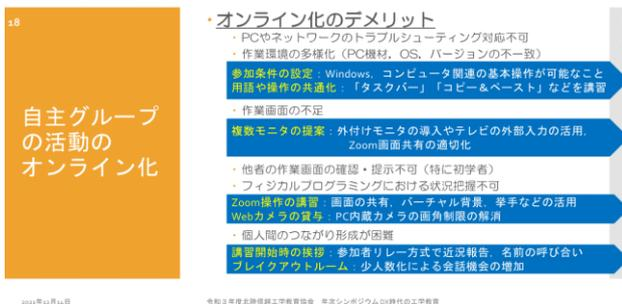 18
自主グループ
の活動の
オンライン化
・オンライン化のデメリット
・PCやネットワークのトラブルシューティング対応不可
・作業環境の多様化（PC機材，OS，バージョンの不一致）
参加条件の設定：Windows，コンピュータ関連の基本操作が可能なこと
用語や操作の共通化：「タスクバー」「コピー＆ペースト」などを講習
・作業画面の不足
複数モニタの提案：外付けモニタの導入やテレビの外部入力の活用，
Zoom画面共有の適切化
・他者の作業画面の確認・提示不可（特に初学者）
・フィジカルプログラミングにおける状況把握不可
Zoom操作の講習：画面の共有，バーチャル背景，挙手などの活用
Webカメラの貸与：PC内蔵カメラの画角制限の解消
・個人間のつながり形成が困難
講習開始時の挨拶：参加者リレー方式で近況報告，名前の呼び合い
ブレイクアウトルーム：少人数化による会話機会の増加
2021年12月14日
令和３年度北陸信越工学教育協会　年次シンポジウム DX時代の工学教育